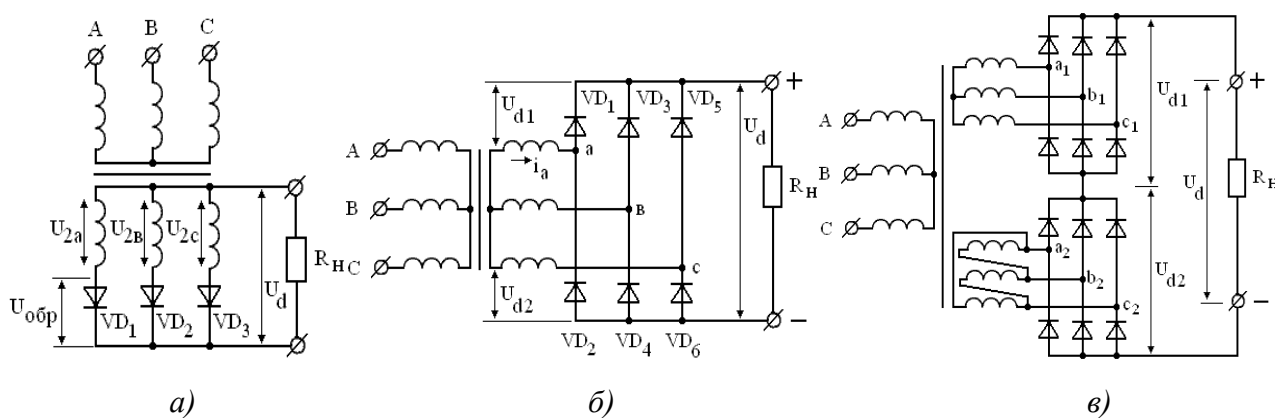 A B C
U2a U2в U2c
Uобр
VD1 VD2 VD3
Ud
RН
а)
A
B
C
Ud1
Ud2
ia
VD1 VD3 VD5
a
в
c
VD2 VD4 VD6
Ud
+
−
RН
б)
A
B
C
a1
b1
c1
a2
b2
c2
Ud1
Ud2
Ud
+
−
RН
в)